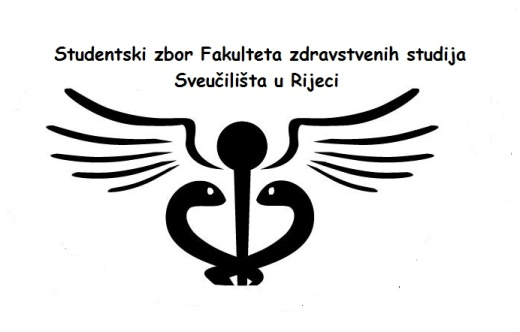 Studentski zbor Fakulteta zdravstvenih studija
Sveučilišta u Rijeci